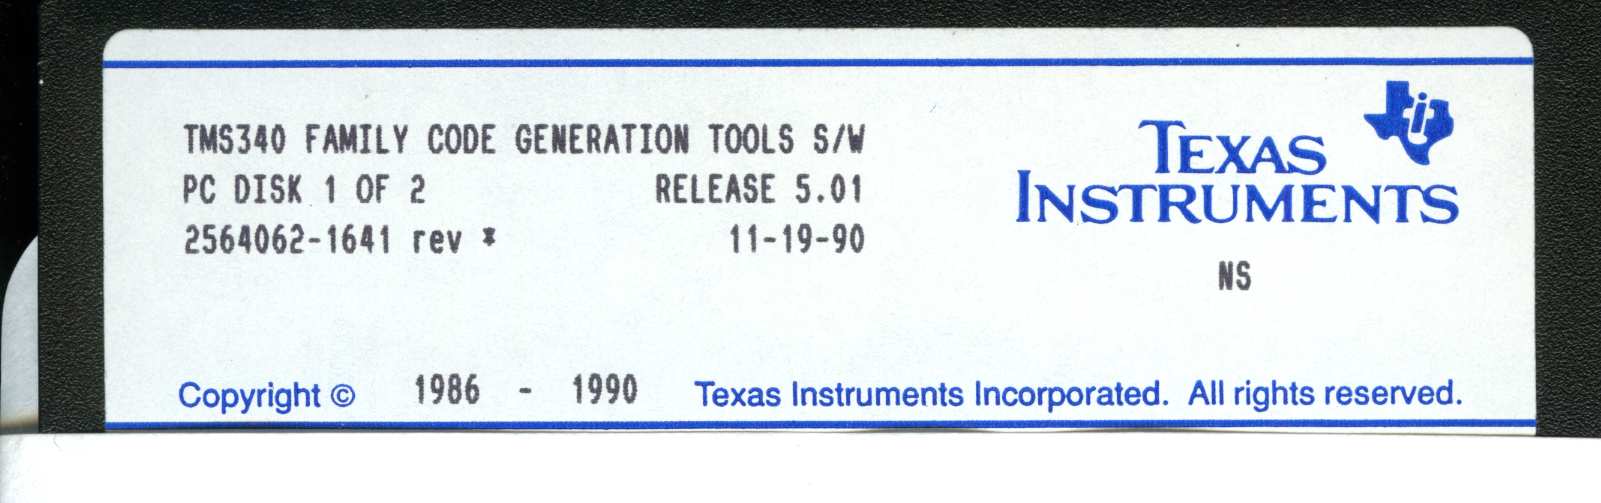 TMS340 FAMILY CODE GENERATION TOOLS S/W
PC DISK 1 OF 2 RELEASE 5.01
2564062-1641 rev * 11-19-90
TEXAS
INSTRUMENTS
NS
Copyright © 1986 - 1990 Texas Instruments Incorporated. All rights reserved.